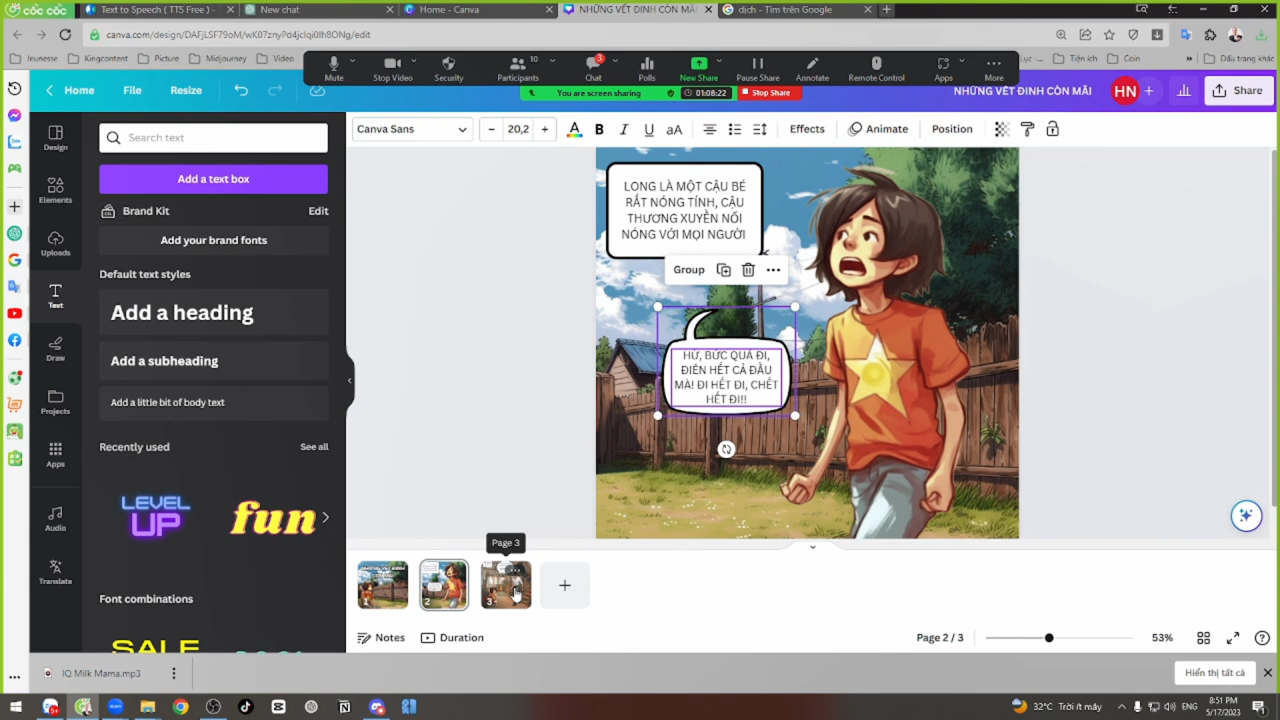 CỐC CỐC
Text to Speech ( TTS Free ) -
New chat
Home - Canva
NHỮNG VẾT ĐINH CÒN MÃI
dịch - Tìm trên Google
canva.com/design/DAFjLSF79oM/wK07znyPd4jclqi0Ih8ONg/edit
Jeunesse
Kingcontent
Picture
Midjourney
Video
Tiện ích
Coin
Dấu trang khác
Mute
Stop Video
Security
Participants
10
Chat
3
Polls
New Share
Pause Share
Annotate
Remote Control
Apps
More
You are screen sharing
01:08:22
Stop Share
Home
File
Resize
NHỮNG VẾT ĐINH CÒN MÃI
HN
Share
Design
Elements
Uploads
Text
Draw
Projects
Apps
Audio
Translate
Search text
Add a text box
Brand Kit
Edit
Add your brand fonts
Default text styles
Add a heading
Add a subheading
Add a little bit of body text
Recently used
See all
LEVEL
UP
fun
Font combinations
SALE
Canva Sans
20,2
A
B
I
U
aA
Effects
Animate
Position
LONG LÀ MỘT CẬU BÉ
RẤT NÓNG TÍNH, CẬU
THƯƠNG XUYÊN NỔI
NÓNG VỚI MỌI NGƯỜI
Group
HỪ, BỰC QUÁ ĐI,
ĐIÊN HẾT CẢ ĐẦU
MÀ! ĐI HẾT ĐI, CHẾT
HẾT ĐI!!
Page 3
1
2
3
Notes
Duration
Page 2 / 3
53%
IQ Milk Mama.mp3
Hiển thị tất cả
5+
32°C Trời ít mây
ENG
8:51 PM
5/17/2023